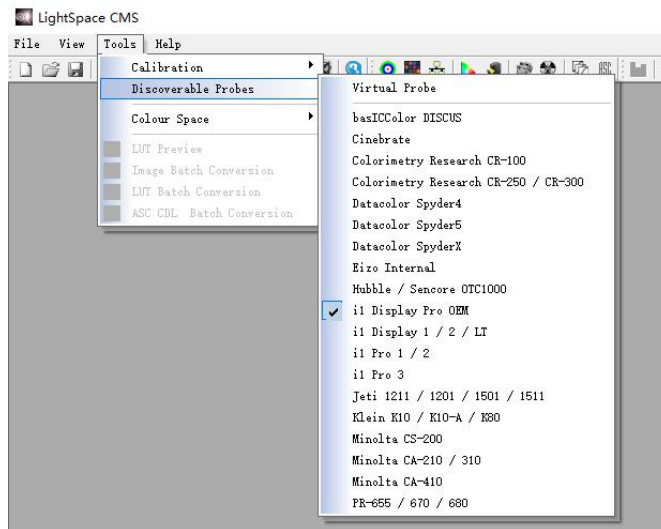 LightSpace CMS
File View Tools Help
Calibration
Discoverable Probes
Colour Space
LUT Preview
Image Batch Conversion
LUT Batch Conversion
ASC CDL Batch Conversion
Virtual Probe
basICColor DISCUS
Cinebrate
Colorimetry Research CR-100
Colorimetry Research CR-250 / CR-300
Datacolor Spyder4
Datacolor Spyder5
Datacolor SpyderX
Eizo Internal
Hubble / Sencore OTC1000
i1 Display Pro OEM
i1 Display 1 / 2 / LT
i1 Pro 1 / 2
i1 Pro 3
Jeti 1211 / 1201 / 1501 / 1511
Klein K10 / K10-A / K80
Minolta CS-200
Minolta CA-210 / 310
Minolta CA-410
PR-655 / 670 / 680